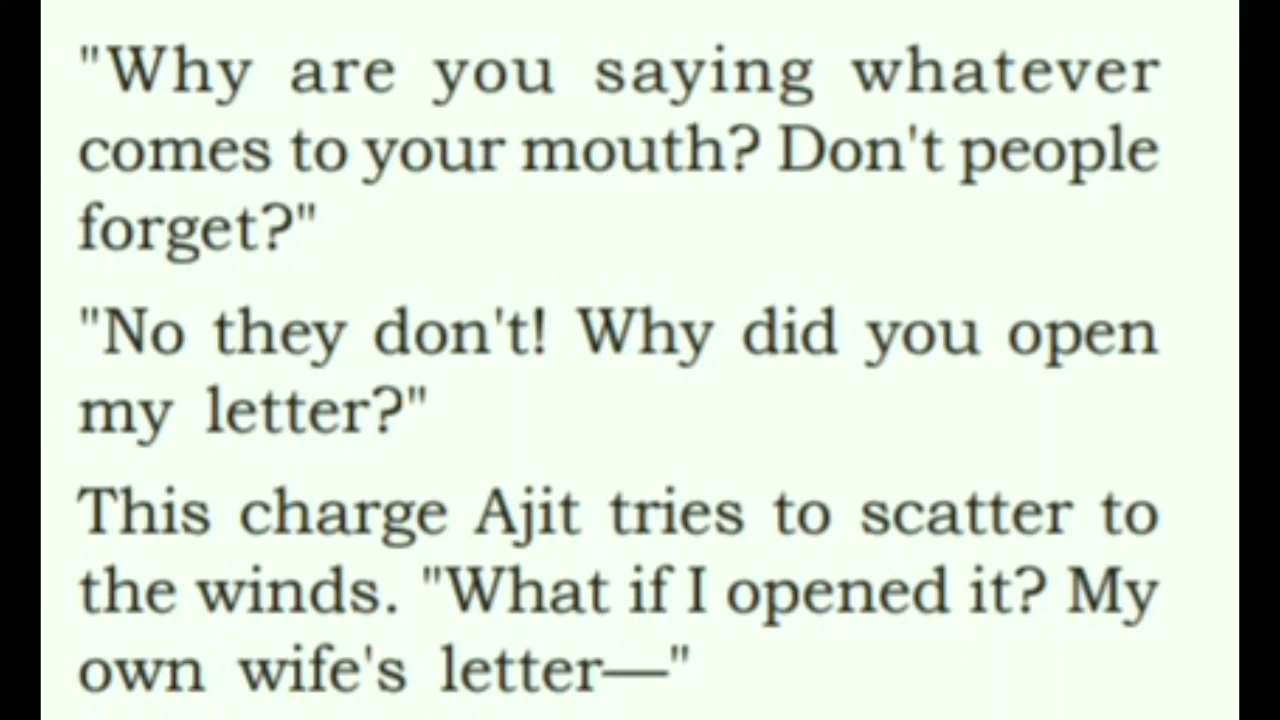 "Why are you saying whatever
comes to your mouth? Don't people
forget?"
"No they don't! Why did you open
my letter?"
This charge Ajit tries to scatter to
the winds. "What if I opened it? My
own wife's letter—"